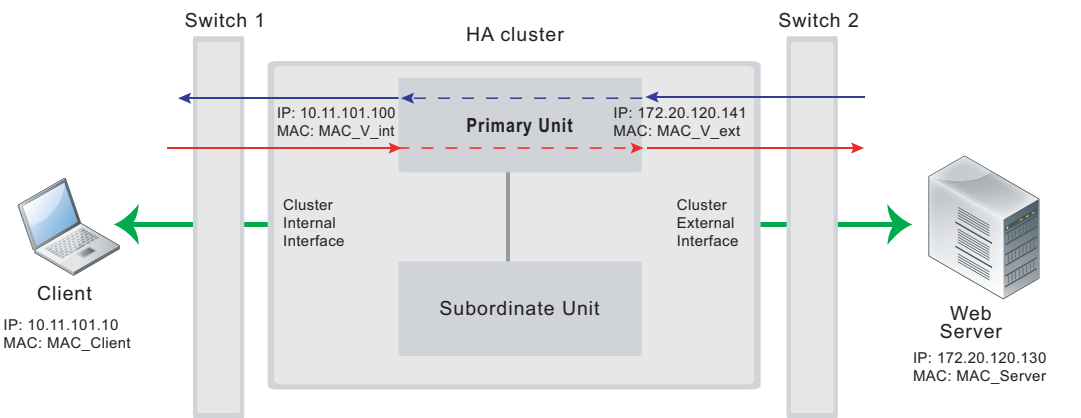 Switch 1
Switch 2
HA cluster
IP: 10.11.101.100
MAC: MAC_V_int
Primary Unit
IP: 172.20.120.141
MAC: MAC_V_ext
Cluster
Internal
Interface
Cluster
External
Interface
Subordinate Unit
Client
IP: 10.11.101.10
MAC: MAC_Client
Web
Server
IP: 172.20.120.130
MAC: MAC_Server